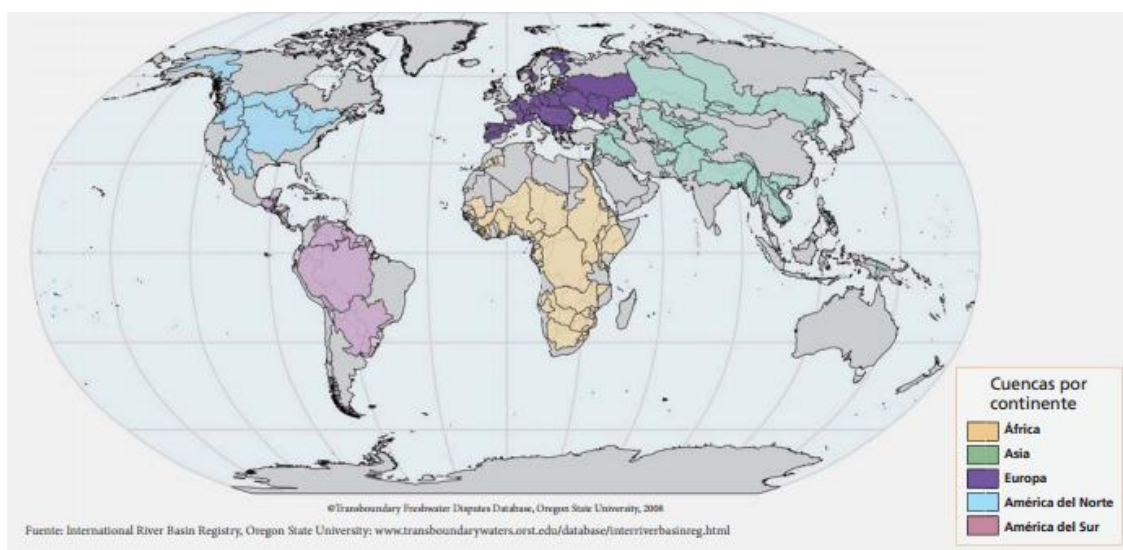 Cuencas por
continente
África
Asia
Europa
América del Norte
América del Sur
©Transboundary Freshwater Disputes Database, Oregon State University, 2008
Fuente: International River Basin Registry, Oregon State University: www.transboundarywaters.orst.edu/database/interriverbasinreg.html